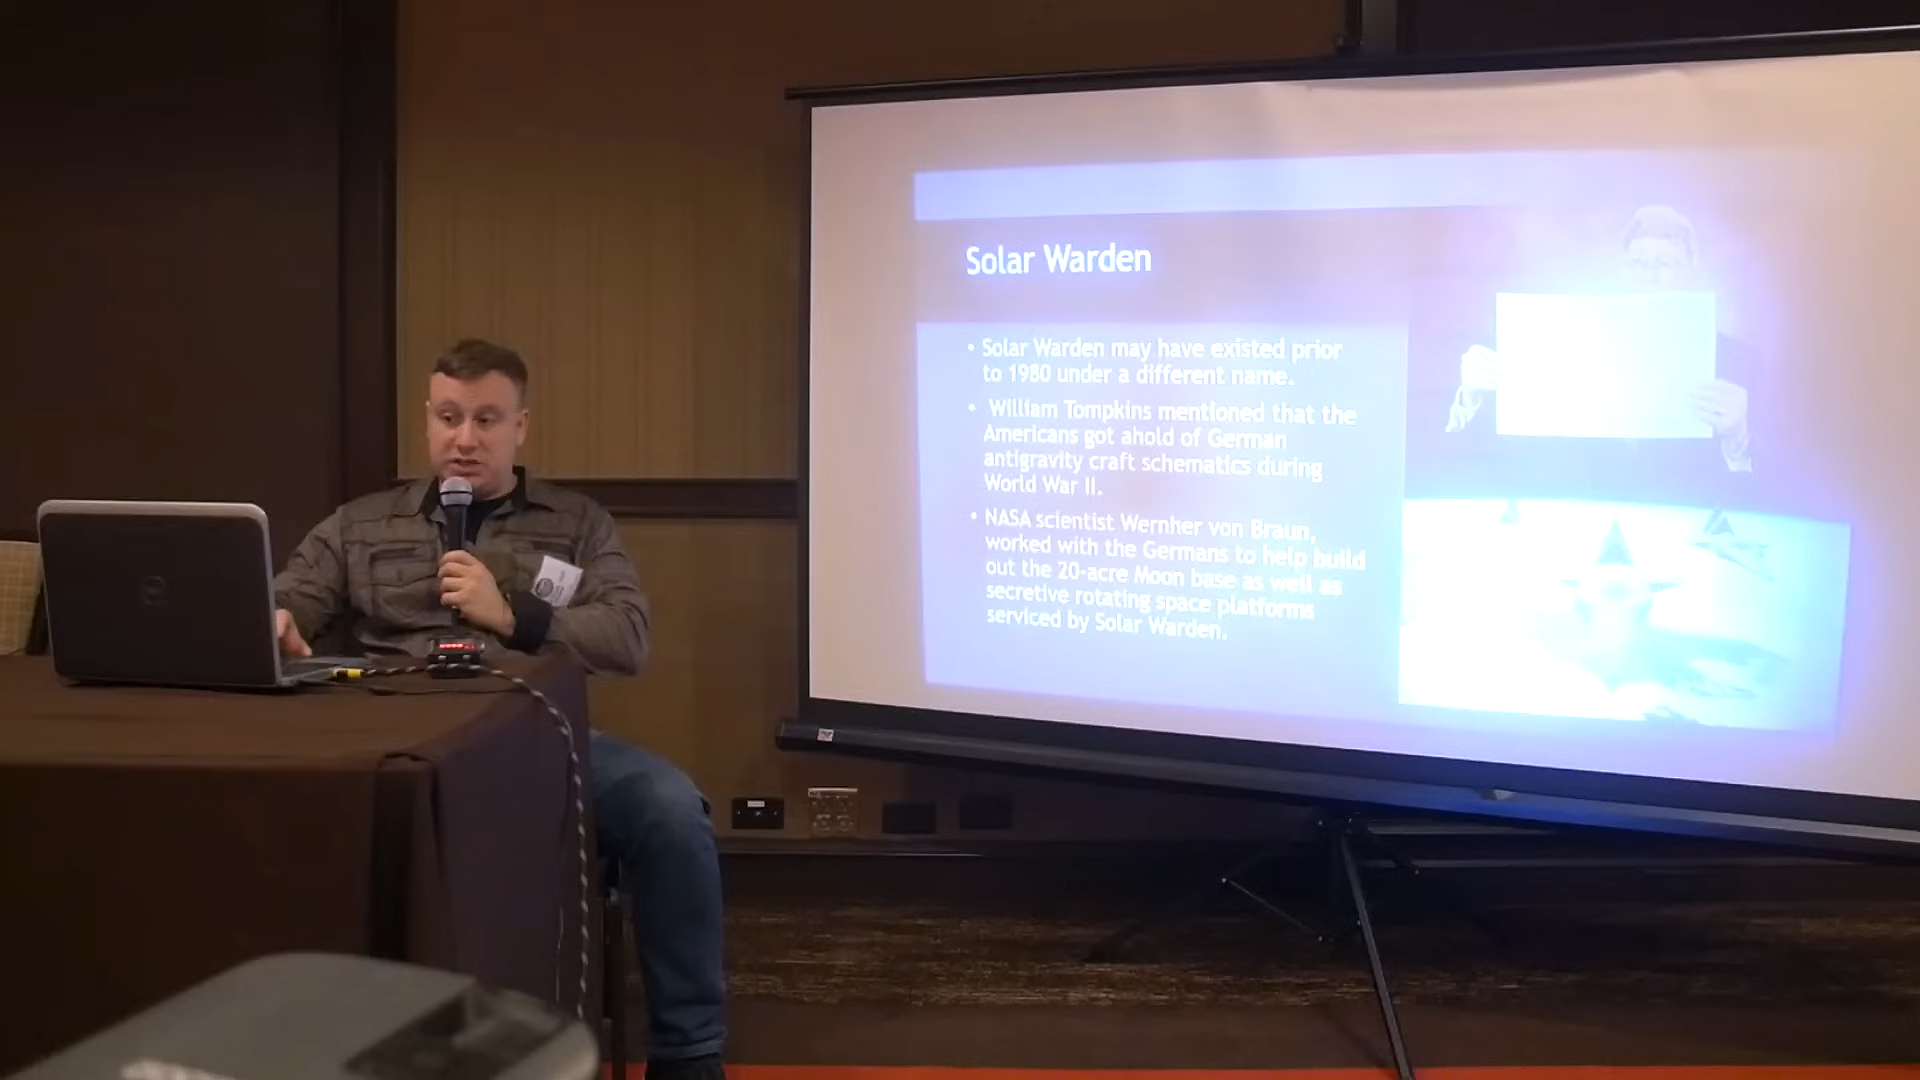 Solar Warden
• Solar Warden may have existed prior
to 1980 under a different name.
• William Tompkins mentioned that the
Americans got ahold of German
antigravity craft schematics during
World War II.
• NASA scientist Wernher von Braun,
worked with the Germans to help build
out the 20-acre Moon base as well as
secretive rotating space platforms
serviced by Solar Warden.